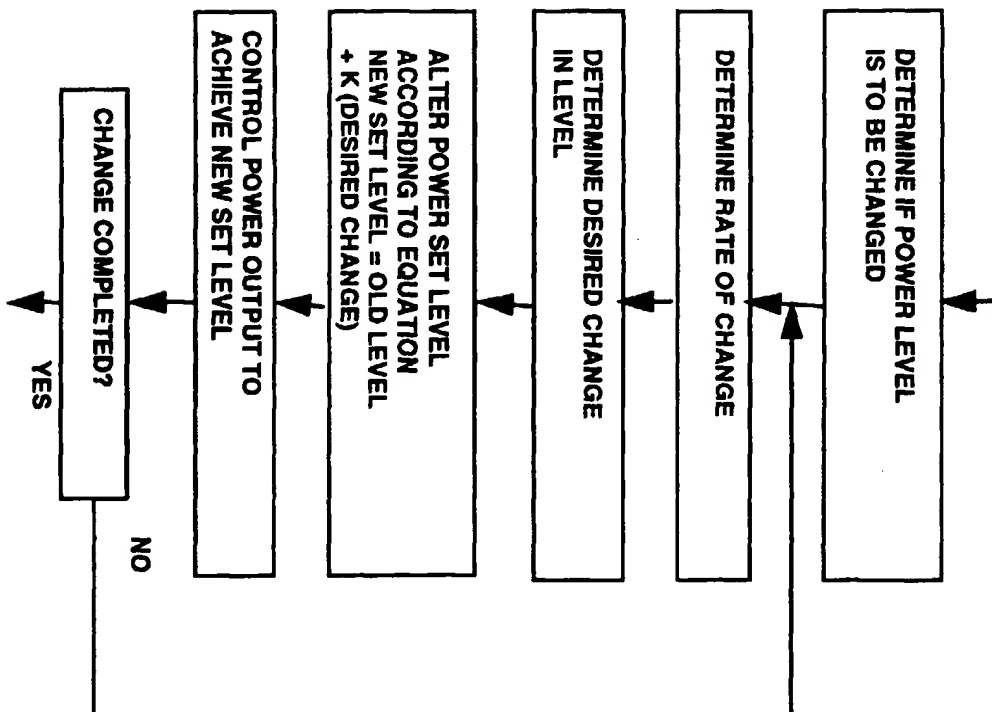 DETERMINE IF POWER LEVEL
IS TO BE CHANGED
DETERMINE RATE OF CHANGE
DETERMINE DESIRED CHANGE
IN LEVEL
ALTER POWER SET LEVEL
ACCORDING TO EQUATION
NEW SET LEVEL = OLD LEVEL
+ K (DESIRED CHANGE)
CONTROL POWER OUTPUT TO
ACHIEVE NEW SET LEVEL
CHANGE COMPLETED?
NO
YES